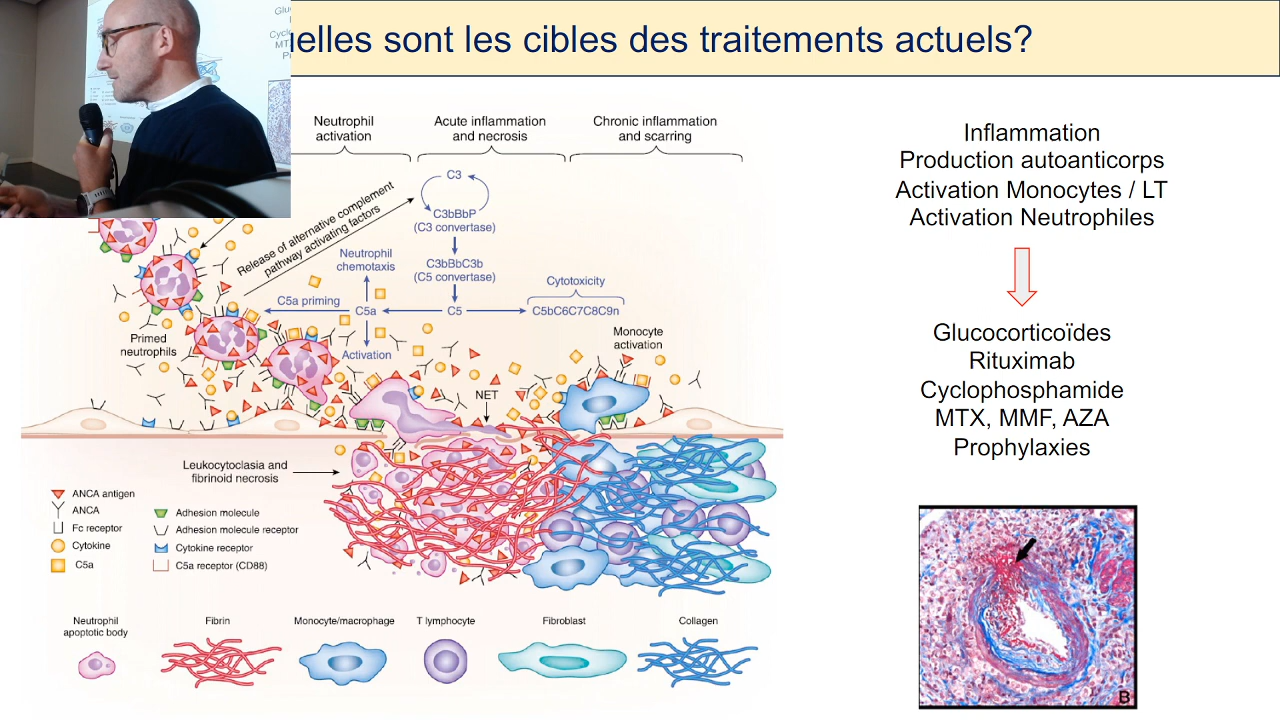 elles sont les cibles des traitements actuels?
Neutrophil
activation
Acute inflammation
and necrosis
Chronic inflammation
and scarring
C3
C3bBbP
(C3 convertase)
C3bBbC3b
(C5 convertase)
Release of alternative complement
pathway activating factors
Neutrophil
chemotaxis
C5a priming
C5a
C5
Cytotoxicity
C5bC6C7C8C9n
Activation
Primed
neutrophils
Monocyte
activation
NET
Leukocytoclasia and
fibrinoid necrosis
ANCA antigen
ANCA
Fc receptor
Cytokine
C5a
Adhesion molecule
Adhesion molecule receptor
Cytokine receptor
C5a receptor (CD88)
Neutrophil
apoptotic body
Fibrin
Monocyte/macrophage
T lymphocyte
Fibroblast
Collagen
Inflammation
Production autoanticorps
Activation Monocytes / LT
Activation Neutrophiles
Glucocorticoïdes
Rituximab
Cyclophosphamide
MTX, MMF, AZA
Prophylaxies
B